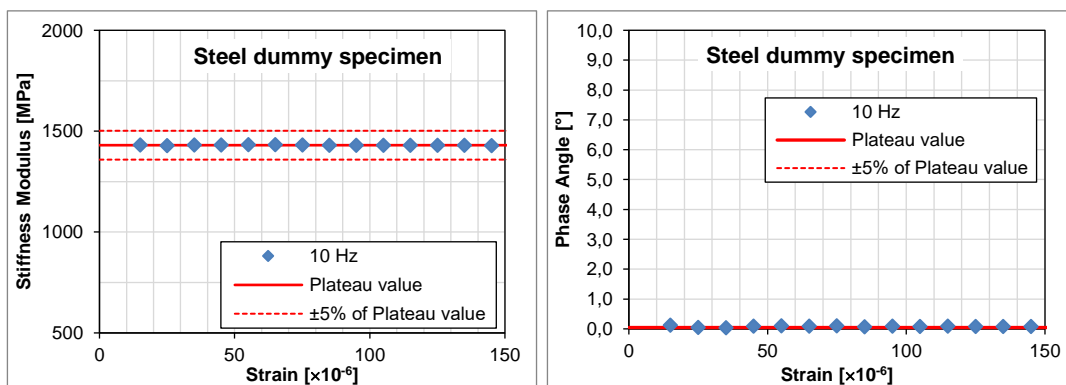 Steel dummy specimen
Stiffness Modulus [MPa]
2000
1500
1000
500
10 Hz
Plateau value
±5% of Plateau value
0
50
100
150
Strain [×10⁻⁶]
Steel dummy specimen
Phase Angle [°]
10,0
9,0
8,0
7,0
6,0
5,0
4,0
3,0
2,0
1,0
0,0
10 Hz
Plateau value
±5% of Plateau value
0
50
100
150
Strain [×10⁻⁶]